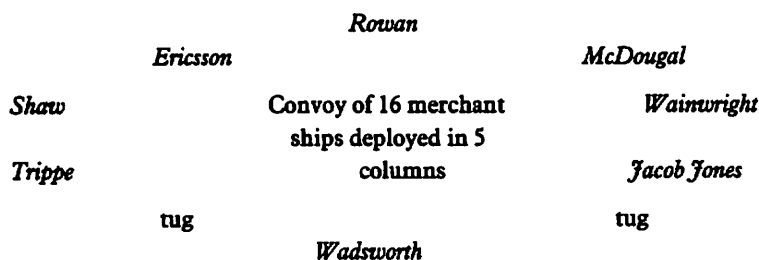 Rowan
Ericsson McDougal
Shaw Convoy of 16 merchant Wainwright
ships deployed in 5
Trippe columns Jacob Jones
tug tug
Wadsworth